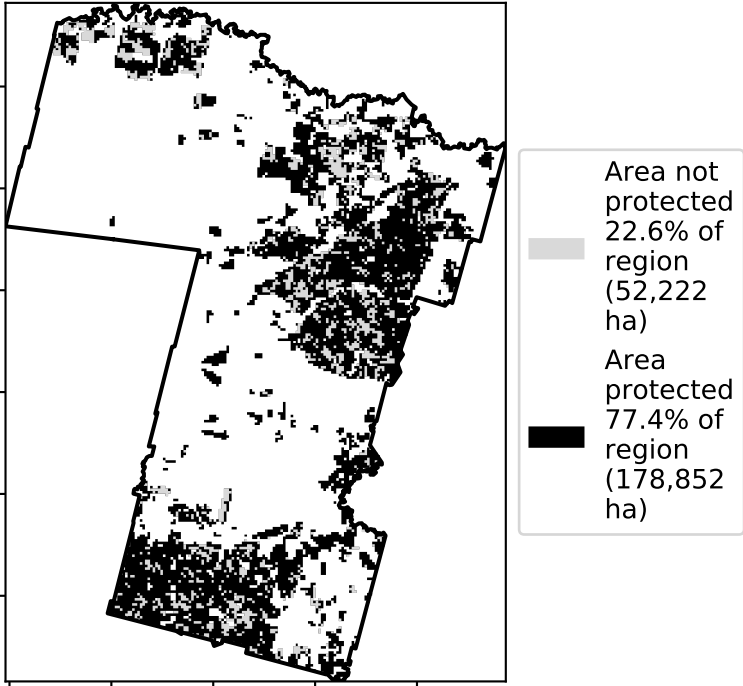 Area not
protected
22.6% of
region
(52,222
ha)
Area
protected
77.4% of
region
(178,852
ha)